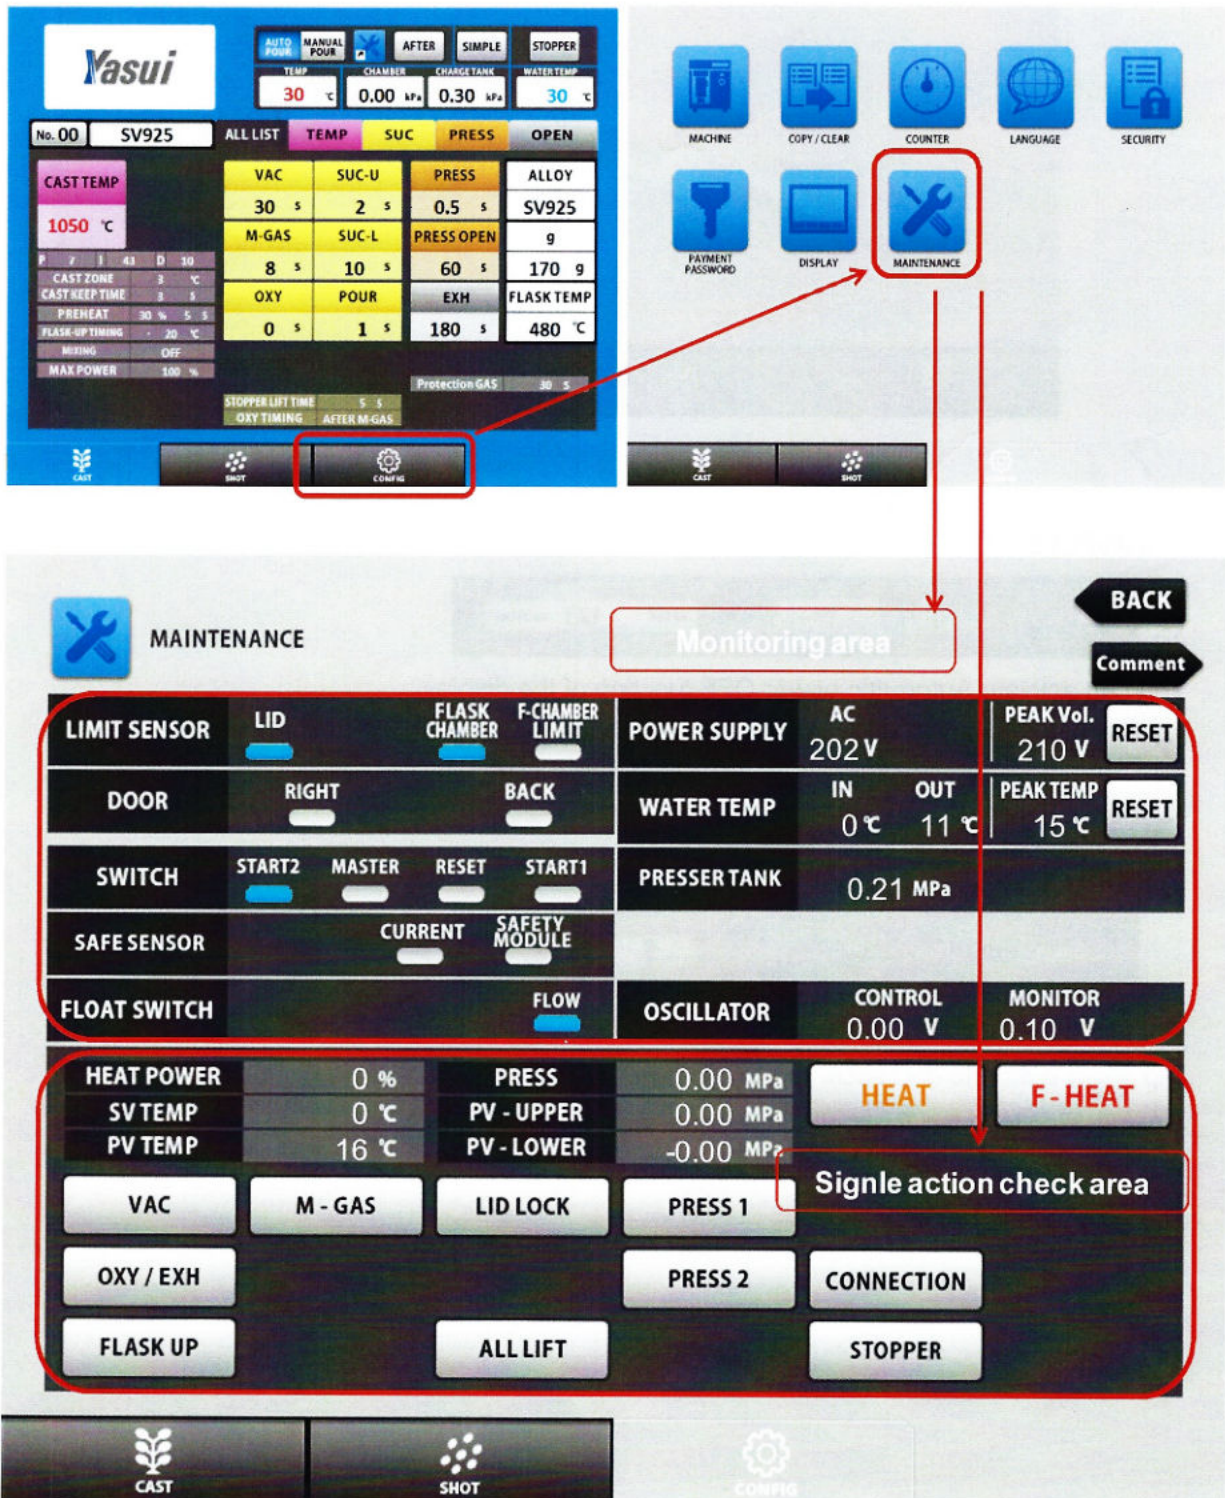 Yasui
AUTO POUR
MANUAL POUR
AFTER
SIMPLE
STOPPER
TEMP
30 ℃
CHAMBER
0.00 kPa
CHARGE TANK
0.30 kPa
WATER TEMP
30 ℃
No. 00
SV925
ALL LIST
TEMP
SUC
PRESS
OPEN
CAST TEMP
1050 ℃
P 7 I 43 D 10
CAST ZONE 3 ℃
CAST KEEP TIME 3 S
PREHEAT 30 % 5 S
FLASK-UP TIMING - 20 ℃
MIXING OFF
MAX POWER 100 %
VAC
30 s
SUC-U
2 s
M-GAS
8 s
SUC-L
10 s
OXY
0 s
POUR
1 s
PRESS
0.5 s
PRESS OPEN
60 s
EXH
180 s
ALLOY
SV925
g
170 g
FLASK TEMP
480 ℃
Protection GAS 30 S
STOPPER LIFT TIME 5 S
OXY TIMING AFTER M-GAS
CAST
SHOT
CONFIG
MACHINE
COPY / CLEAR
COUNTER
LANGUAGE
SECURITY
PAYMENT
PASSWORD
DISPLAY
MAINTENANCE
CAST
SHOT
MAINTENANCE
Monitoring area
BACK
Comment
LIMIT SENSOR
LID
FLASK CHAMBER
F-CHAMBER LIMIT
POWER SUPPLY
AC
202 V
PEAK Vol.
210 V
RESET
DOOR
RIGHT
BACK
WATER TEMP
IN
0 ℃
OUT
11 ℃
PEAK TEMP
15 ℃
RESET
SWITCH
START2
MASTER
RESET
START1
PRESSER TANK
0.21 MPa
SAFE SENSOR
CURRENT
SAFETY MODULE
FLOAT SWITCH
FLOW
OSCILLATOR
CONTROL
0.00 V
MONITOR
0.10 V
HEAT POWER 0 %
PRESS 0.00 MPa
SV TEMP 0 ℃
PV - UPPER 0.00 MPa
PV TEMP 16 ℃
PV - LOWER -0.00 MPa
HEAT
F - HEAT
Signle action check area
VAC
M - GAS
LID LOCK
PRESS 1
OXY / EXH
PRESS 2
CONNECTION
FLASK UP
ALL LIFT
STOPPER
CAST
SHOT
CONFIG